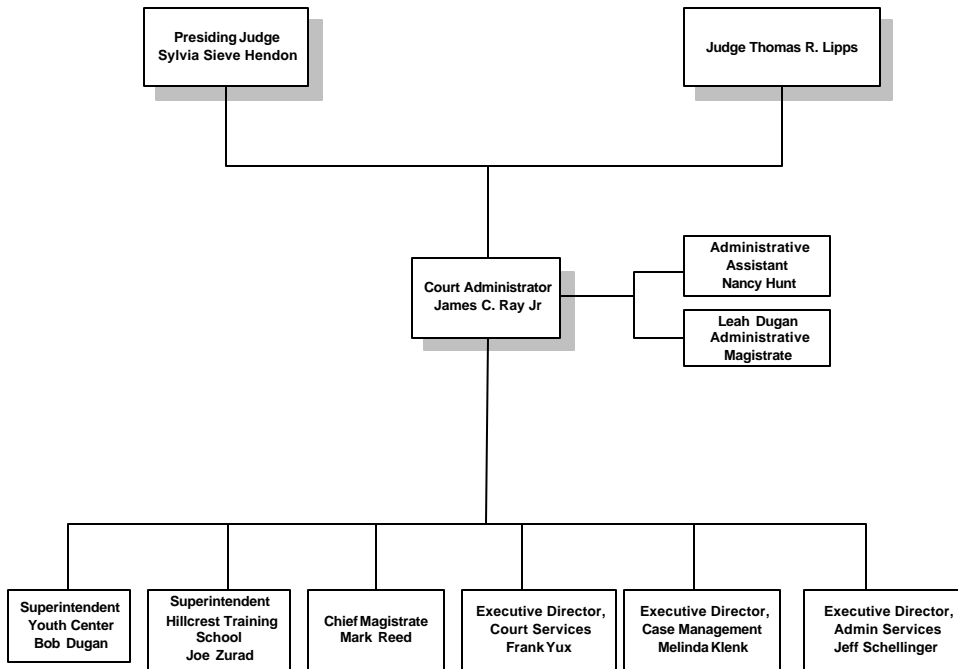 Presiding Judge
Sylvia Sieve Hendon
Judge Thomas R. Lipps
Court Administrator
James C. Ray Jr
Administrative
Assistant
Nancy Hunt
Leah Dugan
Administrative
Magistrate
Superintendent
Youth Center
Bob Dugan
Superintendent
Hillcrest Training
School
Joe Zurad
Chief Magistrate
Mark Reed
Executive Director,
Court Services
Frank Yux
Executive Director,
Case Management
Melinda Klenk
Executive Director,
Admin Services
Jeff Schellinger